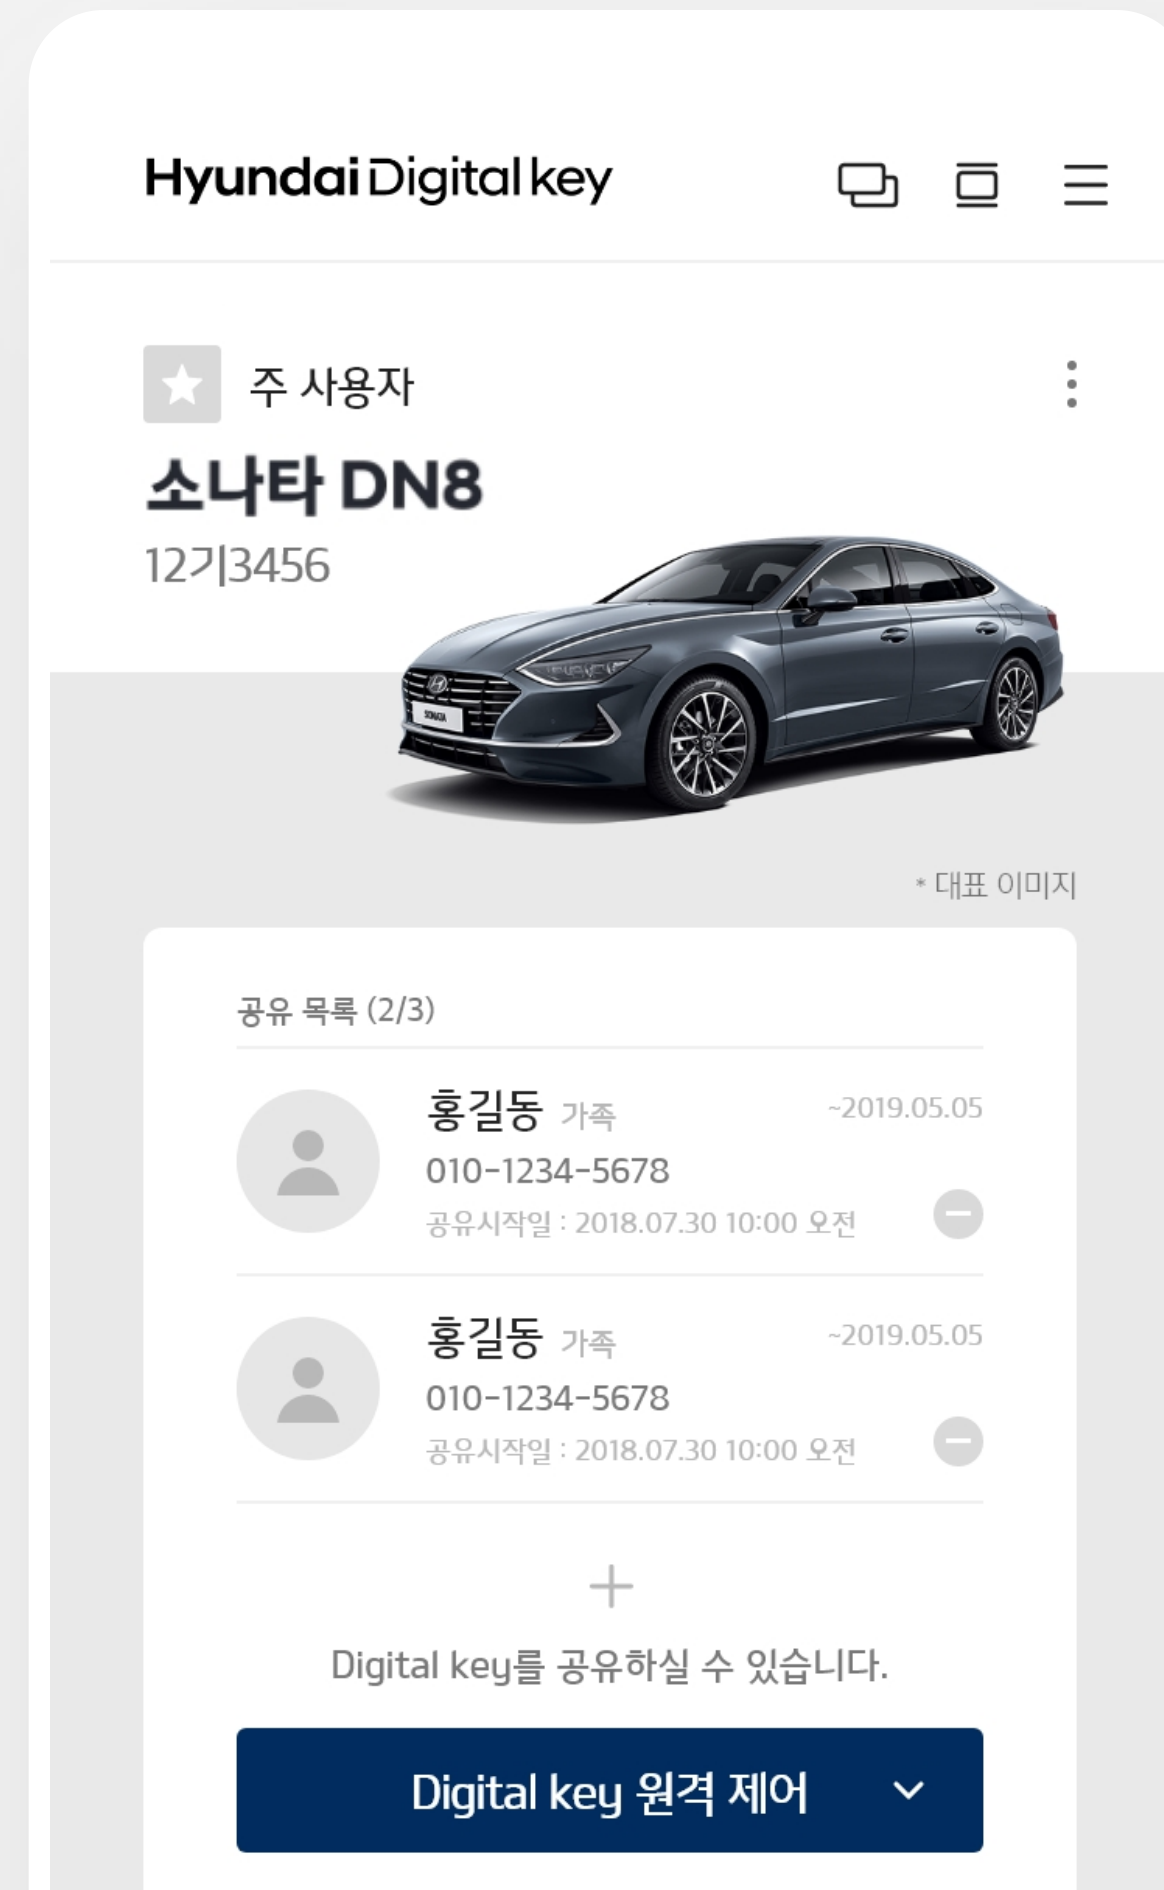 Hyundai Digital key
주 사용자
소나타 DN8
12기3456
SONATA
* 대표 이미지
공유 목록 (2/3)
홍길동 가족 ~2019.05.05
010-1234-5678
공유시작일 : 2018.07.30 10:00 오전
홍길동 가족 ~2019.05.05
010-1234-5678
공유시작일 : 2018.07.30 10:00 오전
Digital key를 공유하실 수 있습니다.
Digital key 원격 제어